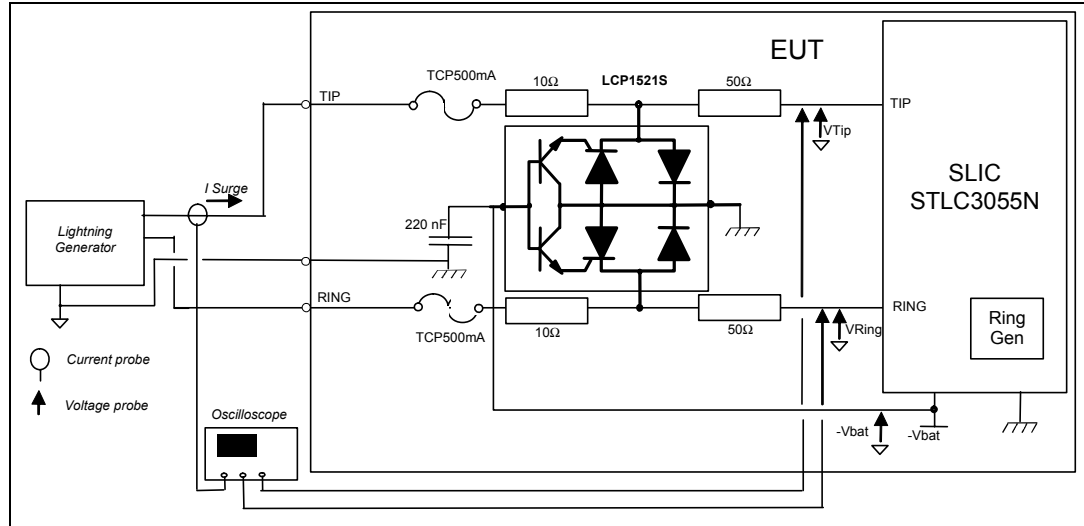 EUT
SLIC
STLC3055N
TCP500mA
10Ω
LCP1521S
50Ω
TIP
TIP
VTip
I Surge
Lightning
Generator
220 nF
RING
RING
TCP500mA
10Ω
50Ω
VRing
Ring
Gen
Current probe
Voltage probe
Oscilloscope
-Vbat
-Vbat